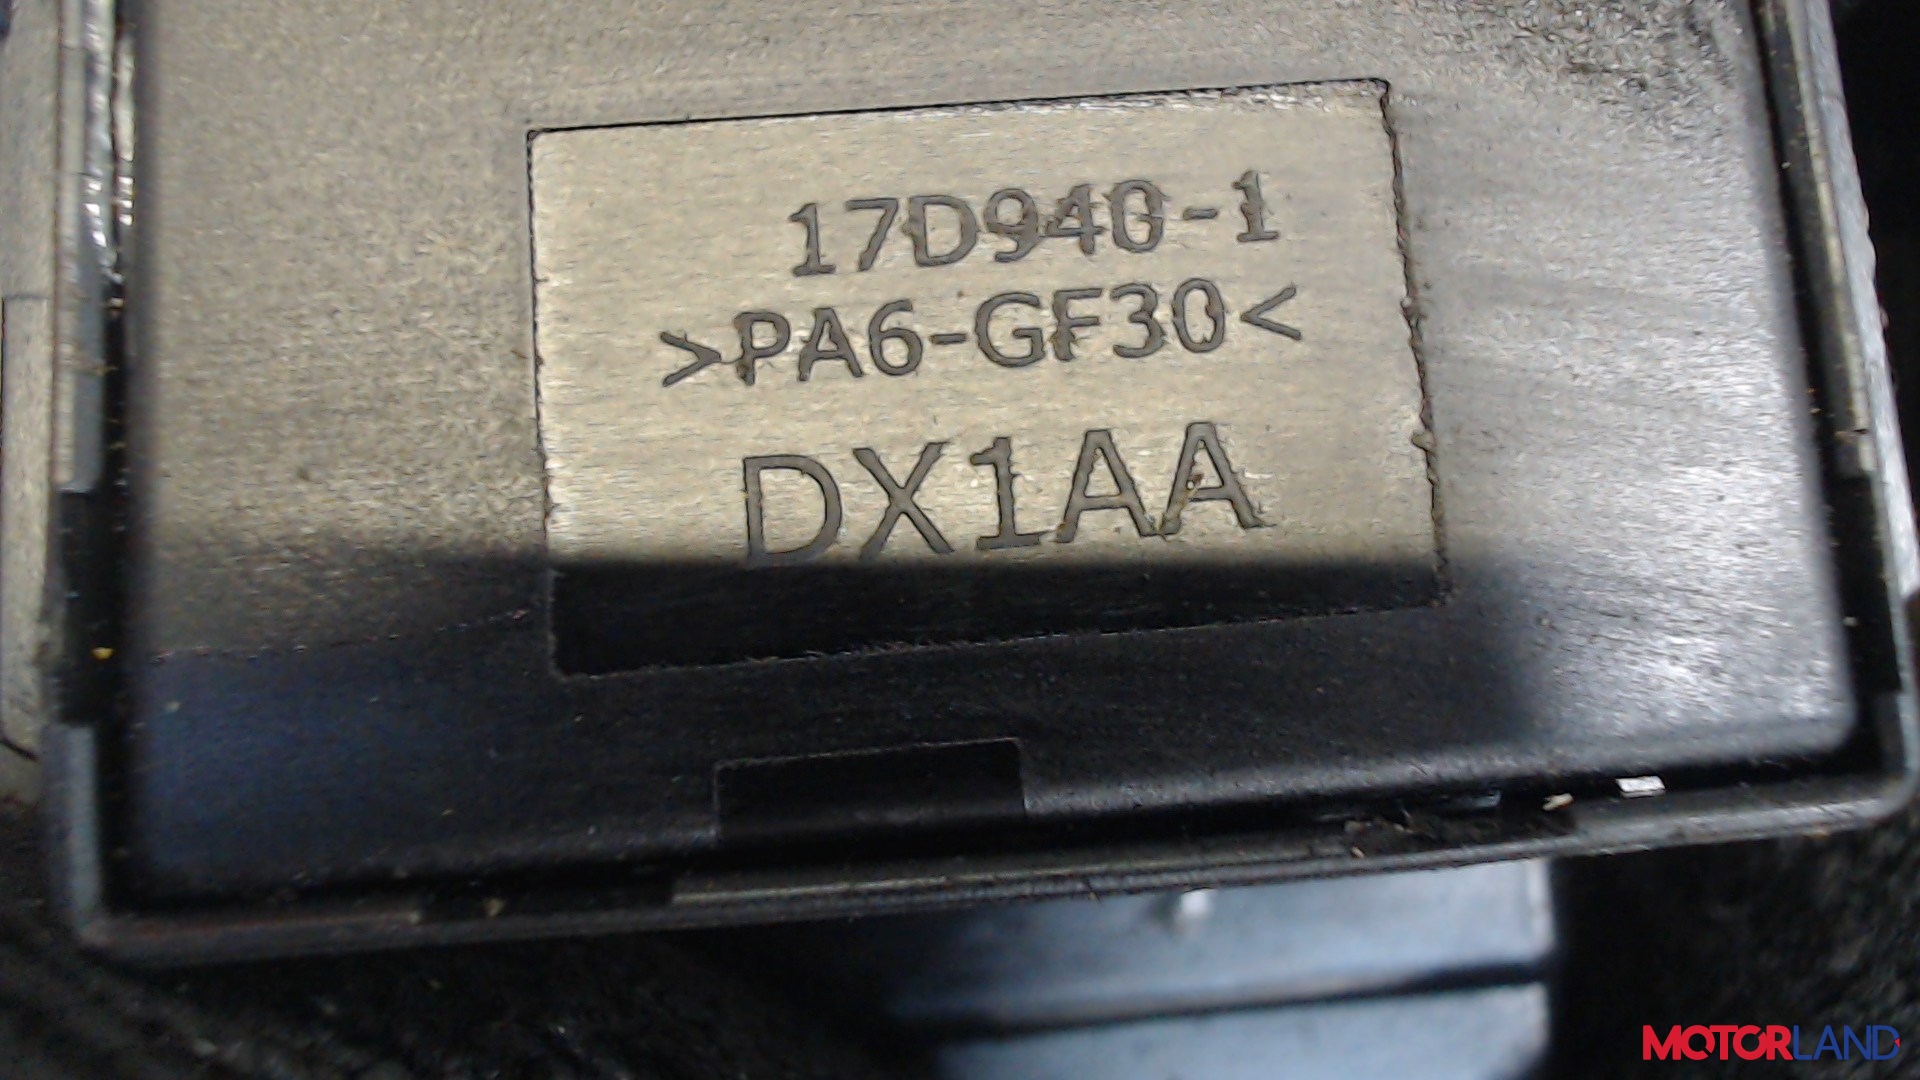 17D940-1
>PA6-GF30<
DX1AA
MOTORLAND